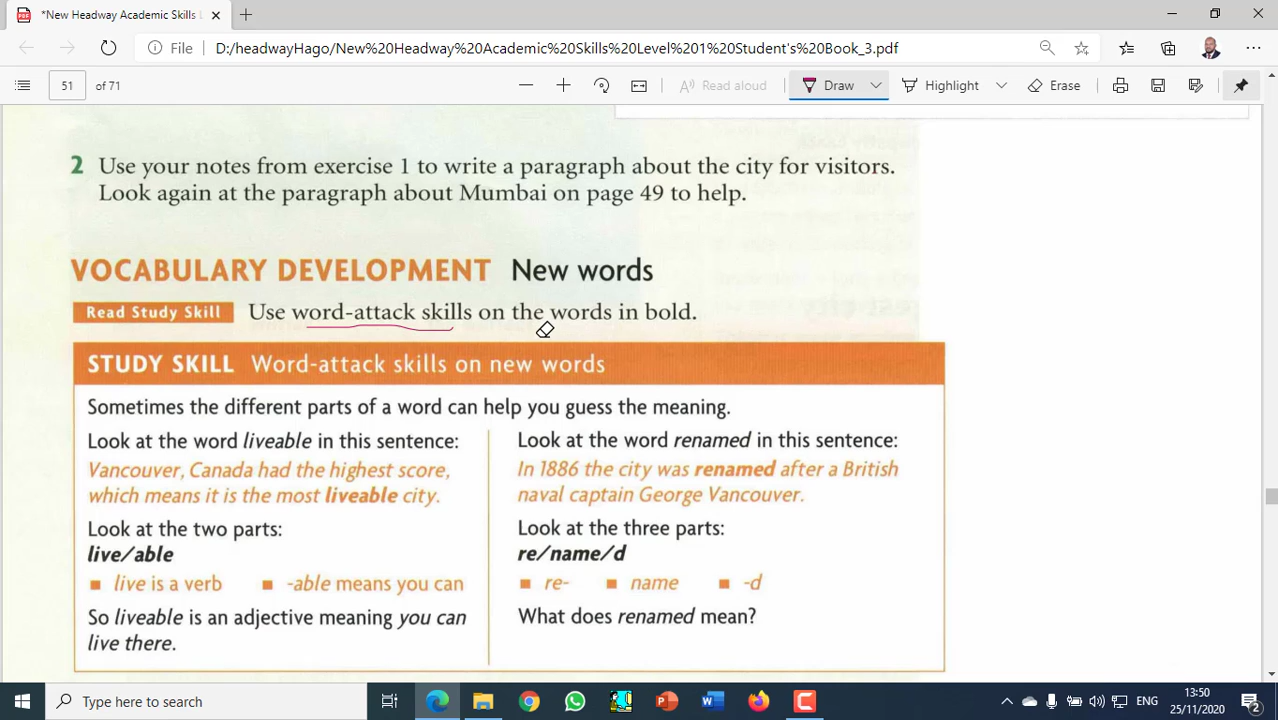 *New Headway Academic Skills L
File
D:/headwayHago/New%20Headway%20Academic%20Skills%20Level%201%20Student's%20Book_3.pdf
51 of 71
Read aloud
Draw
Highlight
Erase
2 Use your notes from exercise 1 to write a paragraph about the city for visitors.
Look again at the paragraph about Mumbai on page 49 to help.
VOCABULARY DEVELOPMENT New words
Read Study Skill Use word-attack skills on the words in bold.
STUDY SKILL Word-attack skills on new words
Sometimes the different parts of a word can help you guess the meaning.
Look at the word liveable in this sentence:
Vancouver, Canada had the highest score,
which means it is the most liveable city.
Look at the two parts:
live/able
■ live is a verb ■ -able means you can
So liveable is an adjective meaning you can
live there.
Look at the word renamed in this sentence:
In 1886 the city was renamed after a British
naval captain George Vancouver.
Look at the three parts:
re/name/d
■ re- ■ name ■ -d
What does renamed mean?
Type here to search
ENG
13:50
25/11/2020
2